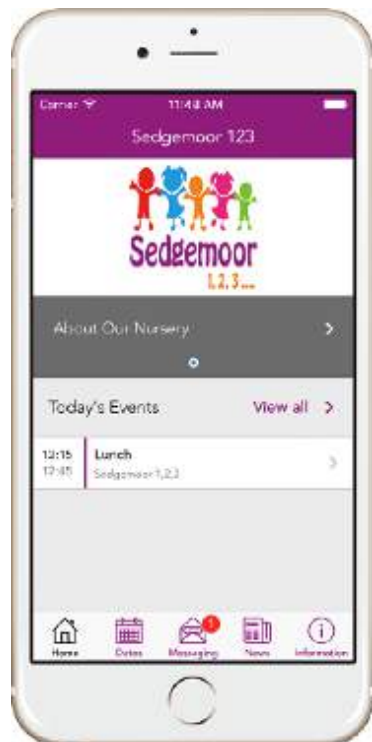 Carrier 11:44 AM
Sedgemoor 123
Sedgemoor
1, 2, 3....
About Our Nursery
Today's Events View all
12:15 Lunch
12:45 Sedgemoor 1,2,3
1
Home Dates Messaging News Information